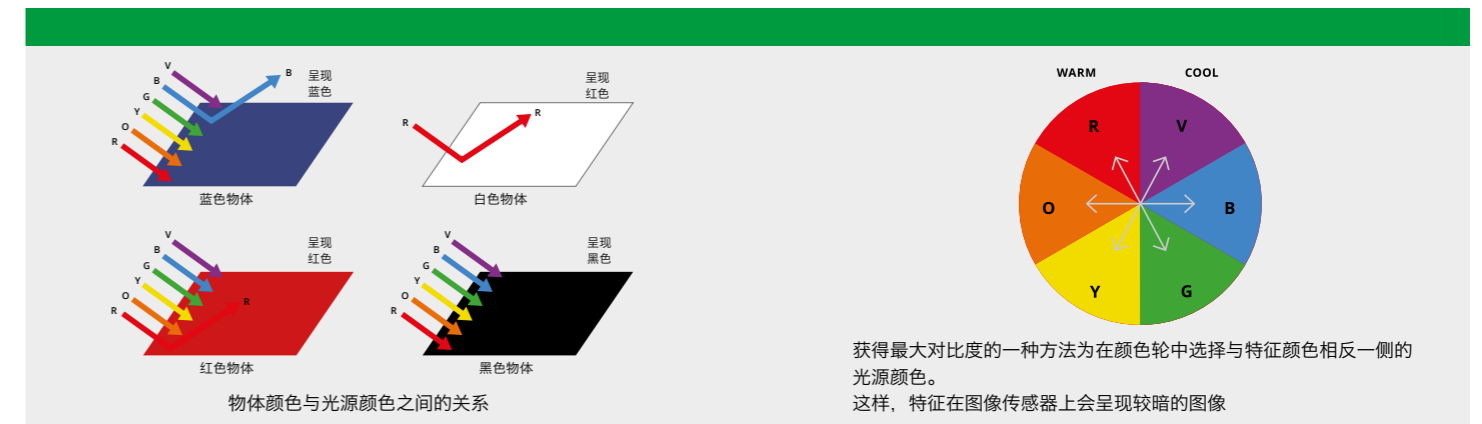 V
B
G
Y
O
R
B
呈现
蓝色
蓝色物体
R
R
呈现
红色
白色物体
V
B
G
Y
O
R
R
呈现
红色
红色物体
V
B
G
Y
O
R
呈现
黑色
黑色物体
物体颜色与光源颜色之间的关系
WARM COOL
R V
O B
Y G
获得最大对比度的一种方法为在颜色轮中选择与特征颜色相反一侧的
光源颜色。
这样，特征在图像传感器上会呈现较暗的图像